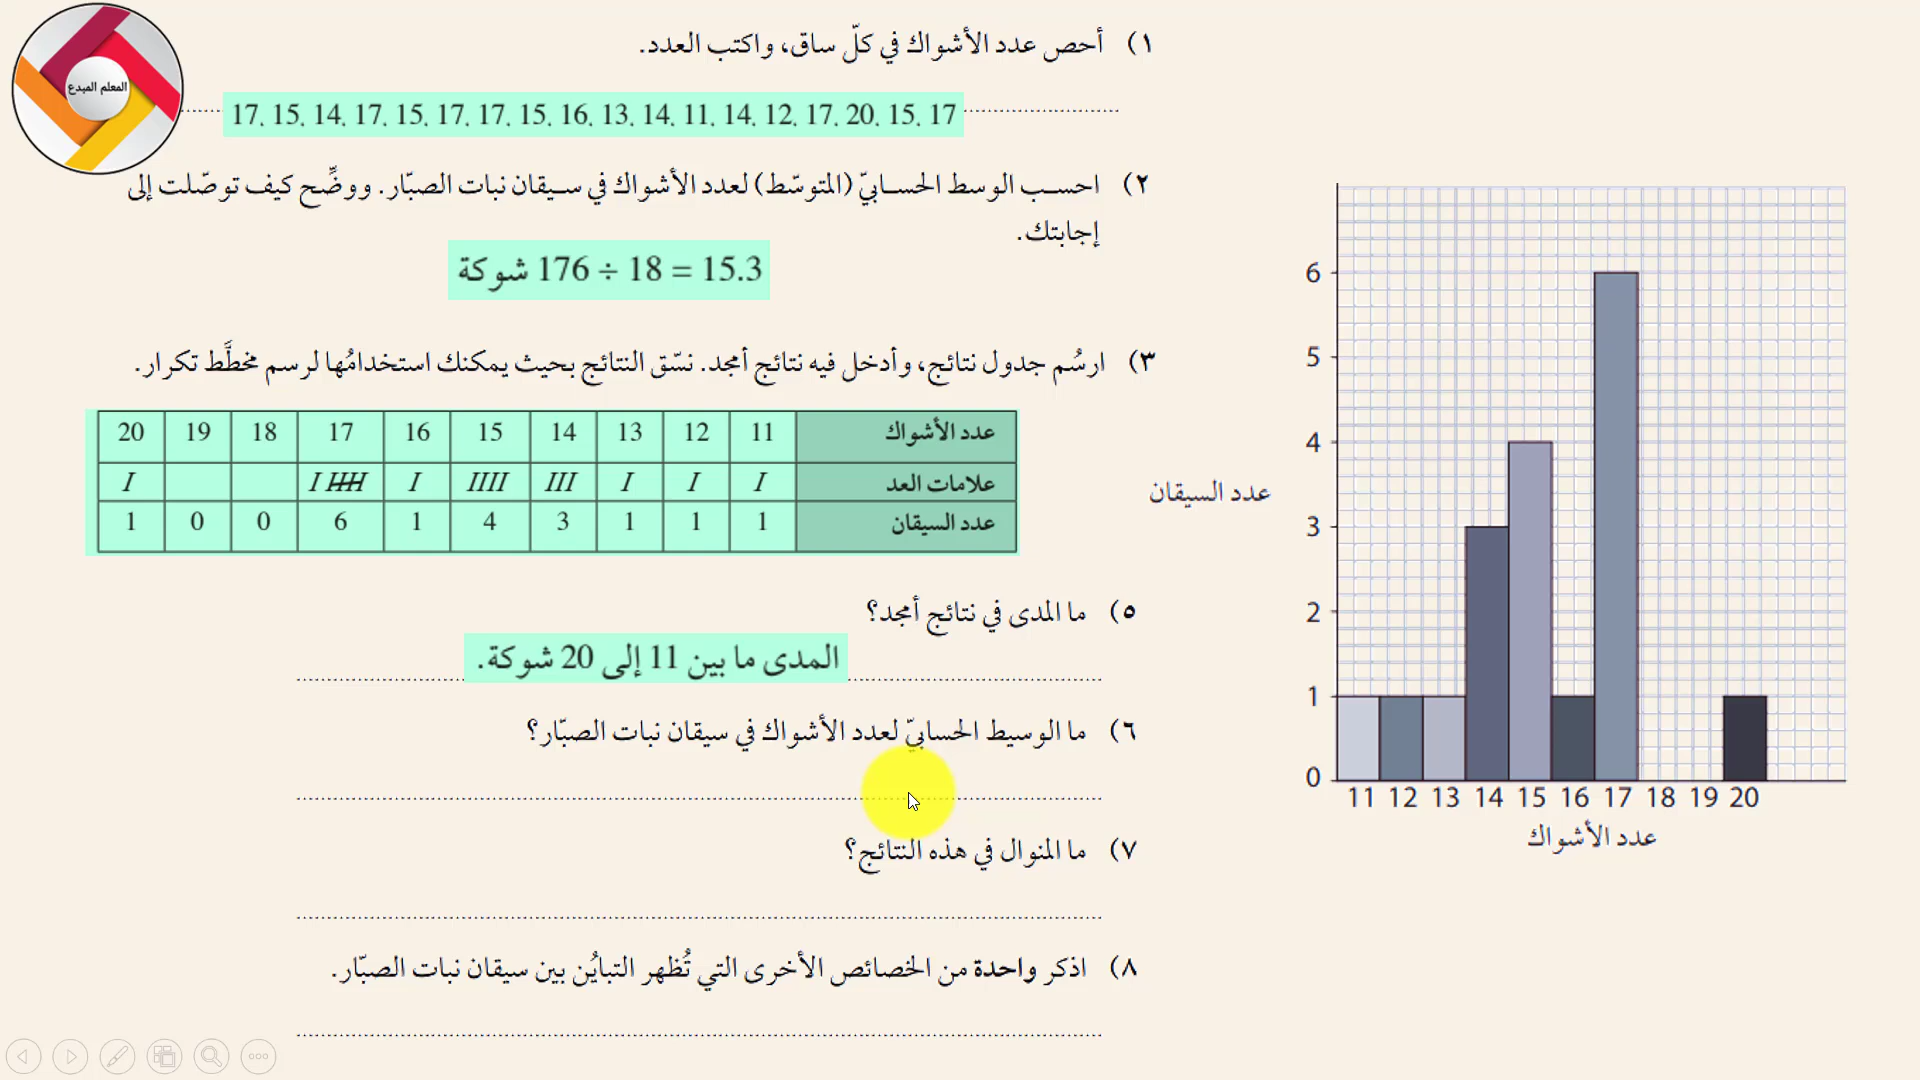 المعلم المبدع
١) أحص عدد الأشواك في كلّ ساق، واكتب العدد.
17، 15، 14، 17، 15، 17، 17، 15، 16، 13، 14، 11، 14، 12، 17، 20، 15، 17
٢) احسب الوسط الحسابيّ (المتوسّط) لعدد الأشواك في سيقان نبات الصبّار. ووضِّح كيف توصّلت إلى
إجابتك.
176 ÷ 18 = 15.3 شوكة
٣) ارسُم جدول نتائج، وأدخل فيه نتائج أمجد. نسّق النتائج بحيث يمكنك استخدامُها لرسم مخطَّط تكرار.
عدد الأشواك 11 12 13 14 15 16 17 18 19 20
علامات العد I I I III IIII I IIII I I
عدد السيقان 1 1 1 3 4 1 6 0 0 1
٥) ما المدى في نتائج أمجد؟
المدى ما بين 11 إلى 20 شوكة.
٦) ما الوسيط الحسابيّ لعدد الأشواك في سيقان نبات الصبّار؟
٧) ما المنوال في هذه النتائج؟
٨) اذكر واحدة من الخصائص الأخرى التي تُظهر التبايُن بين سيقان نبات الصبّار.
عدد السيقان
6
5
4
3
2
1
0
11 12 13 14 15 16 17 18 19 20
عدد الأشواك